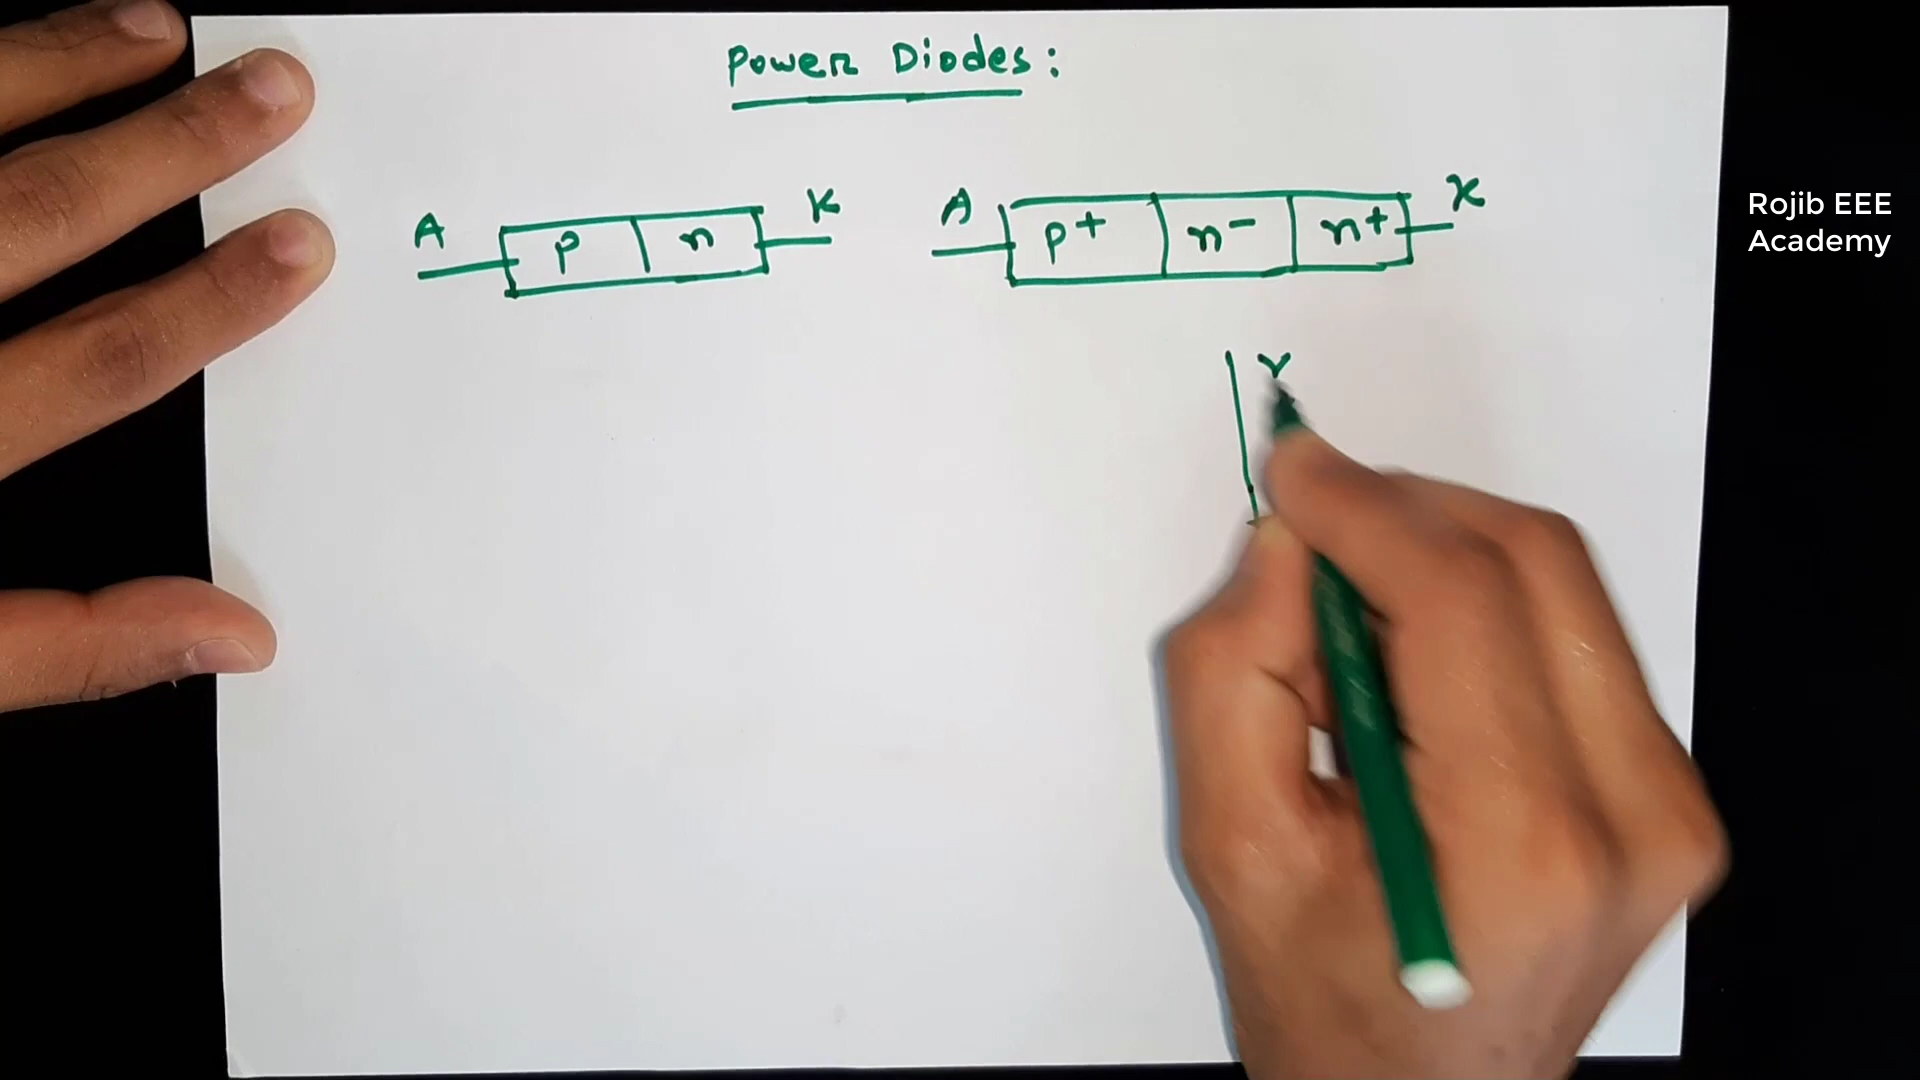 Power Diodes:
A p n K
A p+ n- n+ K
Rojib EEE
Academy